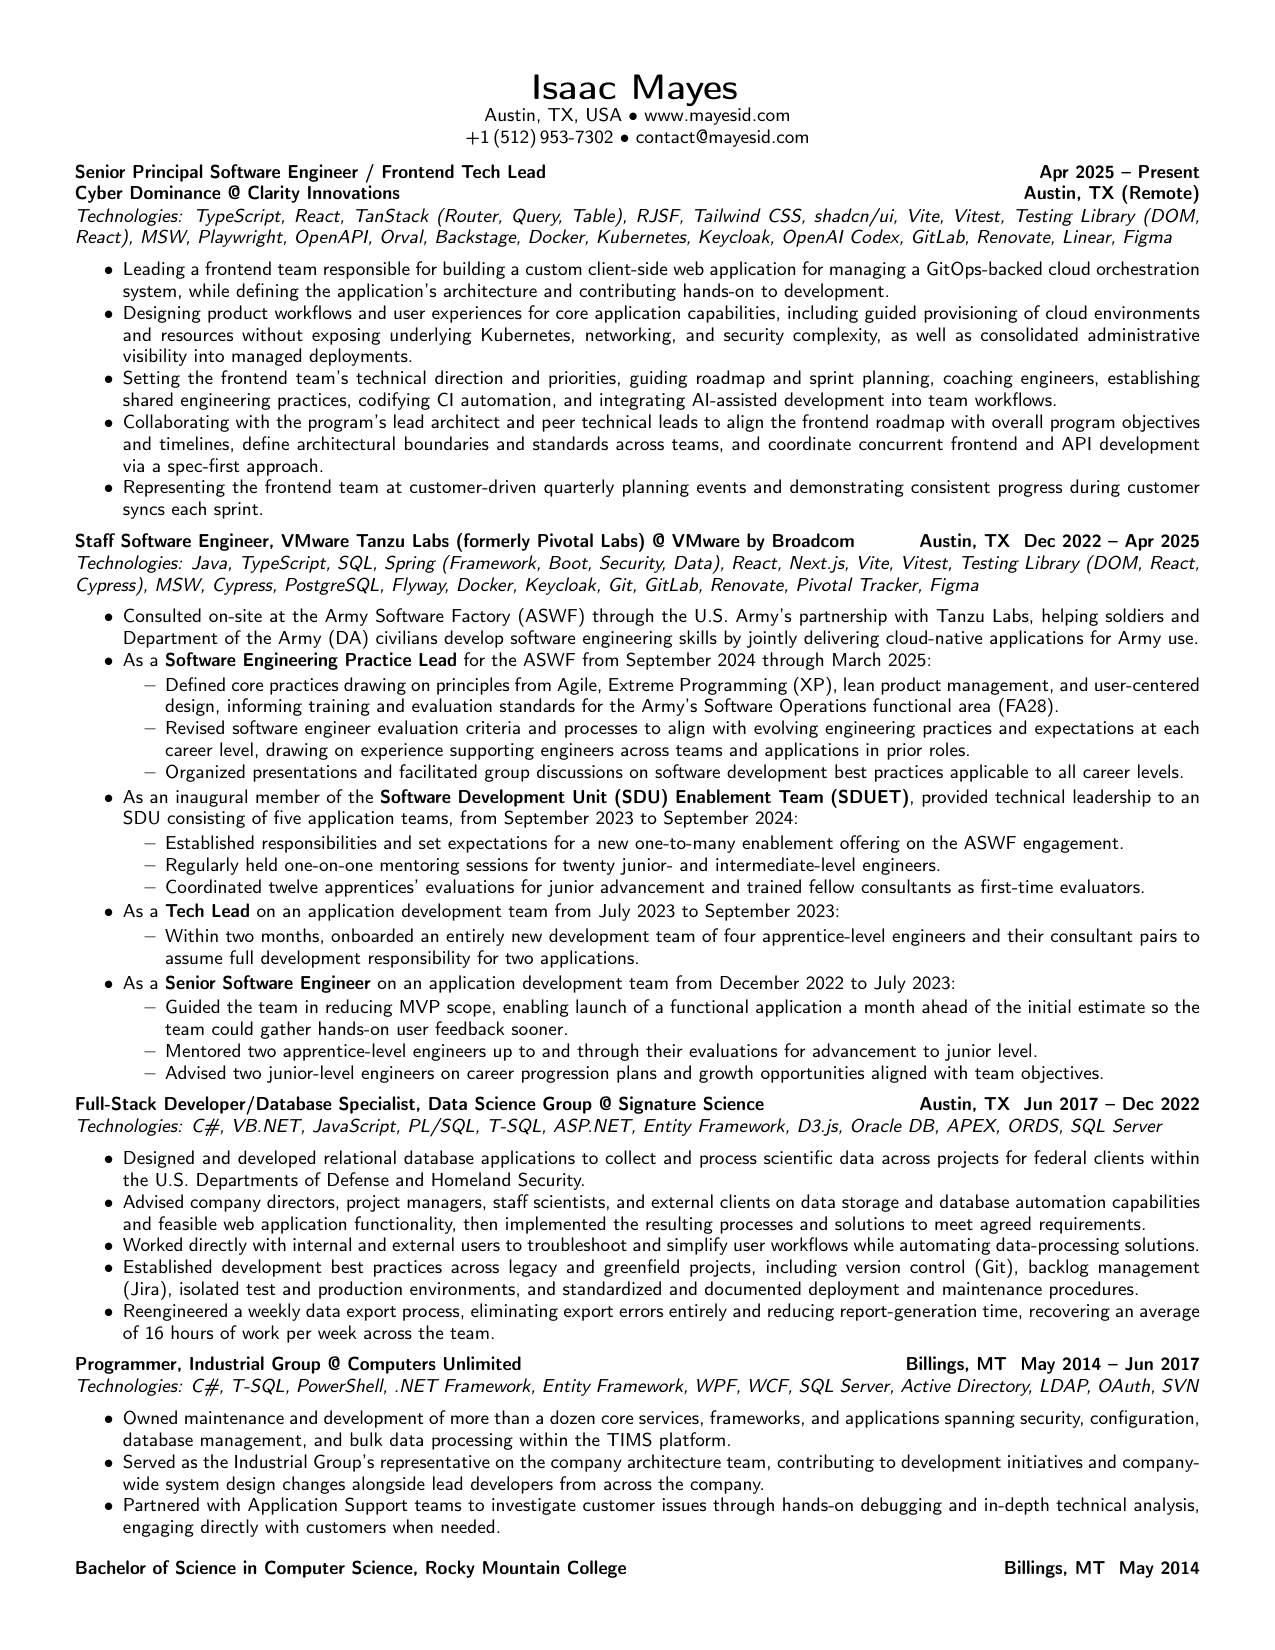 Isaac Mayes
Austin, TX, USA • www.mayesid.com
+1 (512) 953-7302 • contact@mayesid.com
Senior Principal Software Engineer / Frontend Tech Lead Apr 2025 – Present
Cyber Dominance @ Clarity Innovations Austin, TX (Remote)
Technologies: TypeScript, React, TanStack (Router, Query, Table), RJSF, Tailwind CSS, shadcn/ui, Vite, Vitest, Testing Library (DOM,
React), MSW, Playwright, OpenAPI, Orval, Backstage, Docker, Kubernetes, Keycloak, OpenAI Codex, GitLab, Renovate, Linear, Figma
• Leading a frontend team responsible for building a custom client-side web application for managing a GitOps-backed cloud orchestration
system, while defining the application's architecture and contributing hands-on to development.
• Designing product workflows and user experiences for core application capabilities, including guided provisioning of cloud environments
and resources without exposing underlying Kubernetes, networking, and security complexity, as well as consolidated administrative
visibility into managed deployments.
• Setting the frontend team's technical direction and priorities, guiding roadmap and sprint planning, coaching engineers, establishing
shared engineering practices, codifying CI automation, and integrating AI-assisted development into team workflows.
• Collaborating with the program's lead architect and peer technical leads to align the frontend roadmap with overall program objectives
and timelines, define architectural boundaries and standards across teams, and coordinate concurrent frontend and API development
via a spec-first approach.
• Representing the frontend team at customer-driven quarterly planning events and demonstrating consistent progress during customer
syncs each sprint.
Staff Software Engineer, VMware Tanzu Labs (formerly Pivotal Labs) @ VMware by Broadcom Austin, TX Dec 2022 – Apr 2025
Technologies: Java, TypeScript, SQL, Spring (Framework, Boot, Security, Data), React, Next.js, Vite, Vitest, Testing Library (DOM, React,
Cypress), MSW, Cypress, PostgreSQL, Flyway, Docker, Keycloak, Git, GitLab, Renovate, Pivotal Tracker, Figma
• Consulted on-site at the Army Software Factory (ASWF) through the U.S. Army's partnership with Tanzu Labs, helping soldiers and
Department of the Army (DA) civilians develop software engineering skills by jointly delivering cloud-native applications for Army use.
• As a Software Engineering Practice Lead for the ASWF from September 2024 through March 2025:
– Defined core practices drawing on principles from Agile, Extreme Programming (XP), lean product management, and user-centered
design, informing training and evaluation standards for the Army's Software Operations functional area (FA28).
– Revised software engineer evaluation criteria and processes to align with evolving engineering practices and expectations at each
career level, drawing on experience supporting engineers across teams and applications in prior roles.
– Organized presentations and facilitated group discussions on software development best practices applicable to all career levels.
• As an inaugural member of the Software Development Unit (SDU) Enablement Team (SDUET), provided technical leadership to an
SDU consisting of five application teams, from September 2023 to September 2024:
– Established responsibilities and set expectations for a new one-to-many enablement offering on the ASWF engagement.
– Regularly held one-on-one mentoring sessions for twenty junior- and intermediate-level engineers.
– Coordinated twelve apprentices' evaluations for junior advancement and trained fellow consultants as first-time evaluators.
• As a Tech Lead on an application development team from July 2023 to September 2023:
– Within two months, onboarded an entirely new development team of four apprentice-level engineers and their consultant pairs to
assume full development responsibility for two applications.
• As a Senior Software Engineer on an application development team from December 2022 to July 2023:
– Guided the team in reducing MVP scope, enabling launch of a functional application a month ahead of the initial estimate so the
team could gather hands-on user feedback sooner.
– Mentored two apprentice-level engineers up to and through their evaluations for advancement to junior level.
– Advised two junior-level engineers on career progression plans and growth opportunities aligned with team objectives.
Full-Stack Developer/Database Specialist, Data Science Group @ Signature Science Austin, TX Jun 2017 – Dec 2022
Technologies: C#, VB.NET, JavaScript, PL/SQL, T-SQL, ASP.NET, Entity Framework, D3.js, Oracle DB, APEX, ORDS, SQL Server
• Designed and developed relational database applications to collect and process scientific data across projects for federal clients within
the U.S. Departments of Defense and Homeland Security.
• Advised company directors, project managers, staff scientists, and external clients on data storage and database automation capabilities
and feasible web application functionality, then implemented the resulting processes and solutions to meet agreed requirements.
• Worked directly with internal and external users to troubleshoot and simplify user workflows while automating data-processing solutions.
• Established development best practices across legacy and greenfield projects, including version control (Git), backlog management
(Jira), isolated test and production environments, and standardized and documented deployment and maintenance procedures.
• Reengineered a weekly data export process, eliminating export errors entirely and reducing report-generation time, recovering an average
of 16 hours of work per week across the team.
Programmer, Industrial Group @ Computers Unlimited Billings, MT May 2014 – Jun 2017
Technologies: C#, T-SQL, PowerShell, .NET Framework, Entity Framework, WPF, WCF, SQL Server, Active Directory, LDAP, OAuth, SVN
• Owned maintenance and development of more than a dozen core services, frameworks, and applications spanning security, configuration,
database management, and bulk data processing within the TIMS platform.
• Served as the Industrial Group's representative on the company architecture team, contributing to development initiatives and company-
wide system design changes alongside lead developers from across the company.
• Partnered with Application Support teams to investigate customer issues through hands-on debugging and in-depth technical analysis,
engaging directly with customers when needed.
Bachelor of Science in Computer Science, Rocky Mountain College Billings, MT May 2014